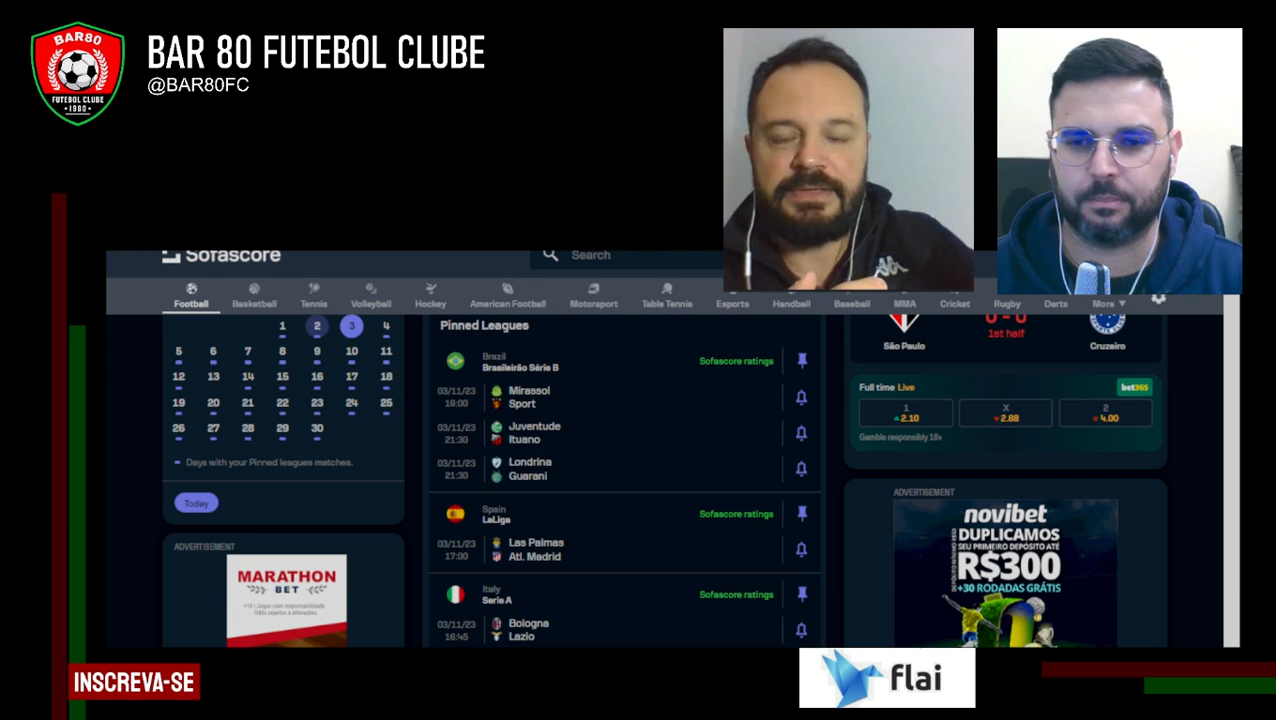 BAR80
FUTEBOL CLUBE
•1980•
BAR 80 FUTEBOL CLUBE
@BAR80FC
Sofascore
Search
Football Basketball Tennis Volleyball Hockey American Football Motorsport Table Tennis Esports Handball Baseball MMA Cricket Rugby Darts More
1 2 3 4
5 6 7 8 9 10 11
12 13 14 15 16 17 18
19 20 21 22 23 24 25
26 27 28 29 30
Days with your Pinned leagues matches.
Today
ADVERTISEMENT
MARATHON
BET
+18 | Jogue com responsabilidade
Pinned Leagues
Brazil
Brasileirão Série B
Sofascore ratings
03/11/23 Mirassol
19:00 Sport
03/11/23 Juventude
21:30 Ituano
03/11/23 Londrina
21:30 Guarani
Spain
LaLiga
Sofascore ratings
03/11/23 Las Palmas
17:00 Atl. Madrid
Italy
Serie A
Sofascore ratings
03/11/23 Bologna
16:45 Lazio
0 - 0
1st half
São Paulo
Cruzeiro
Full time Live
bet365
1 X 2
2.10 2.88 4.00
Gamble responsibly 18+
ADVERTISEMENT
novibet
DUPLICAMOS
SEU PRIMEIRO DEPÓSITO ATÉ
R$300
+30 RODADAS GRÁTIS
INSCREVA-SE
flai